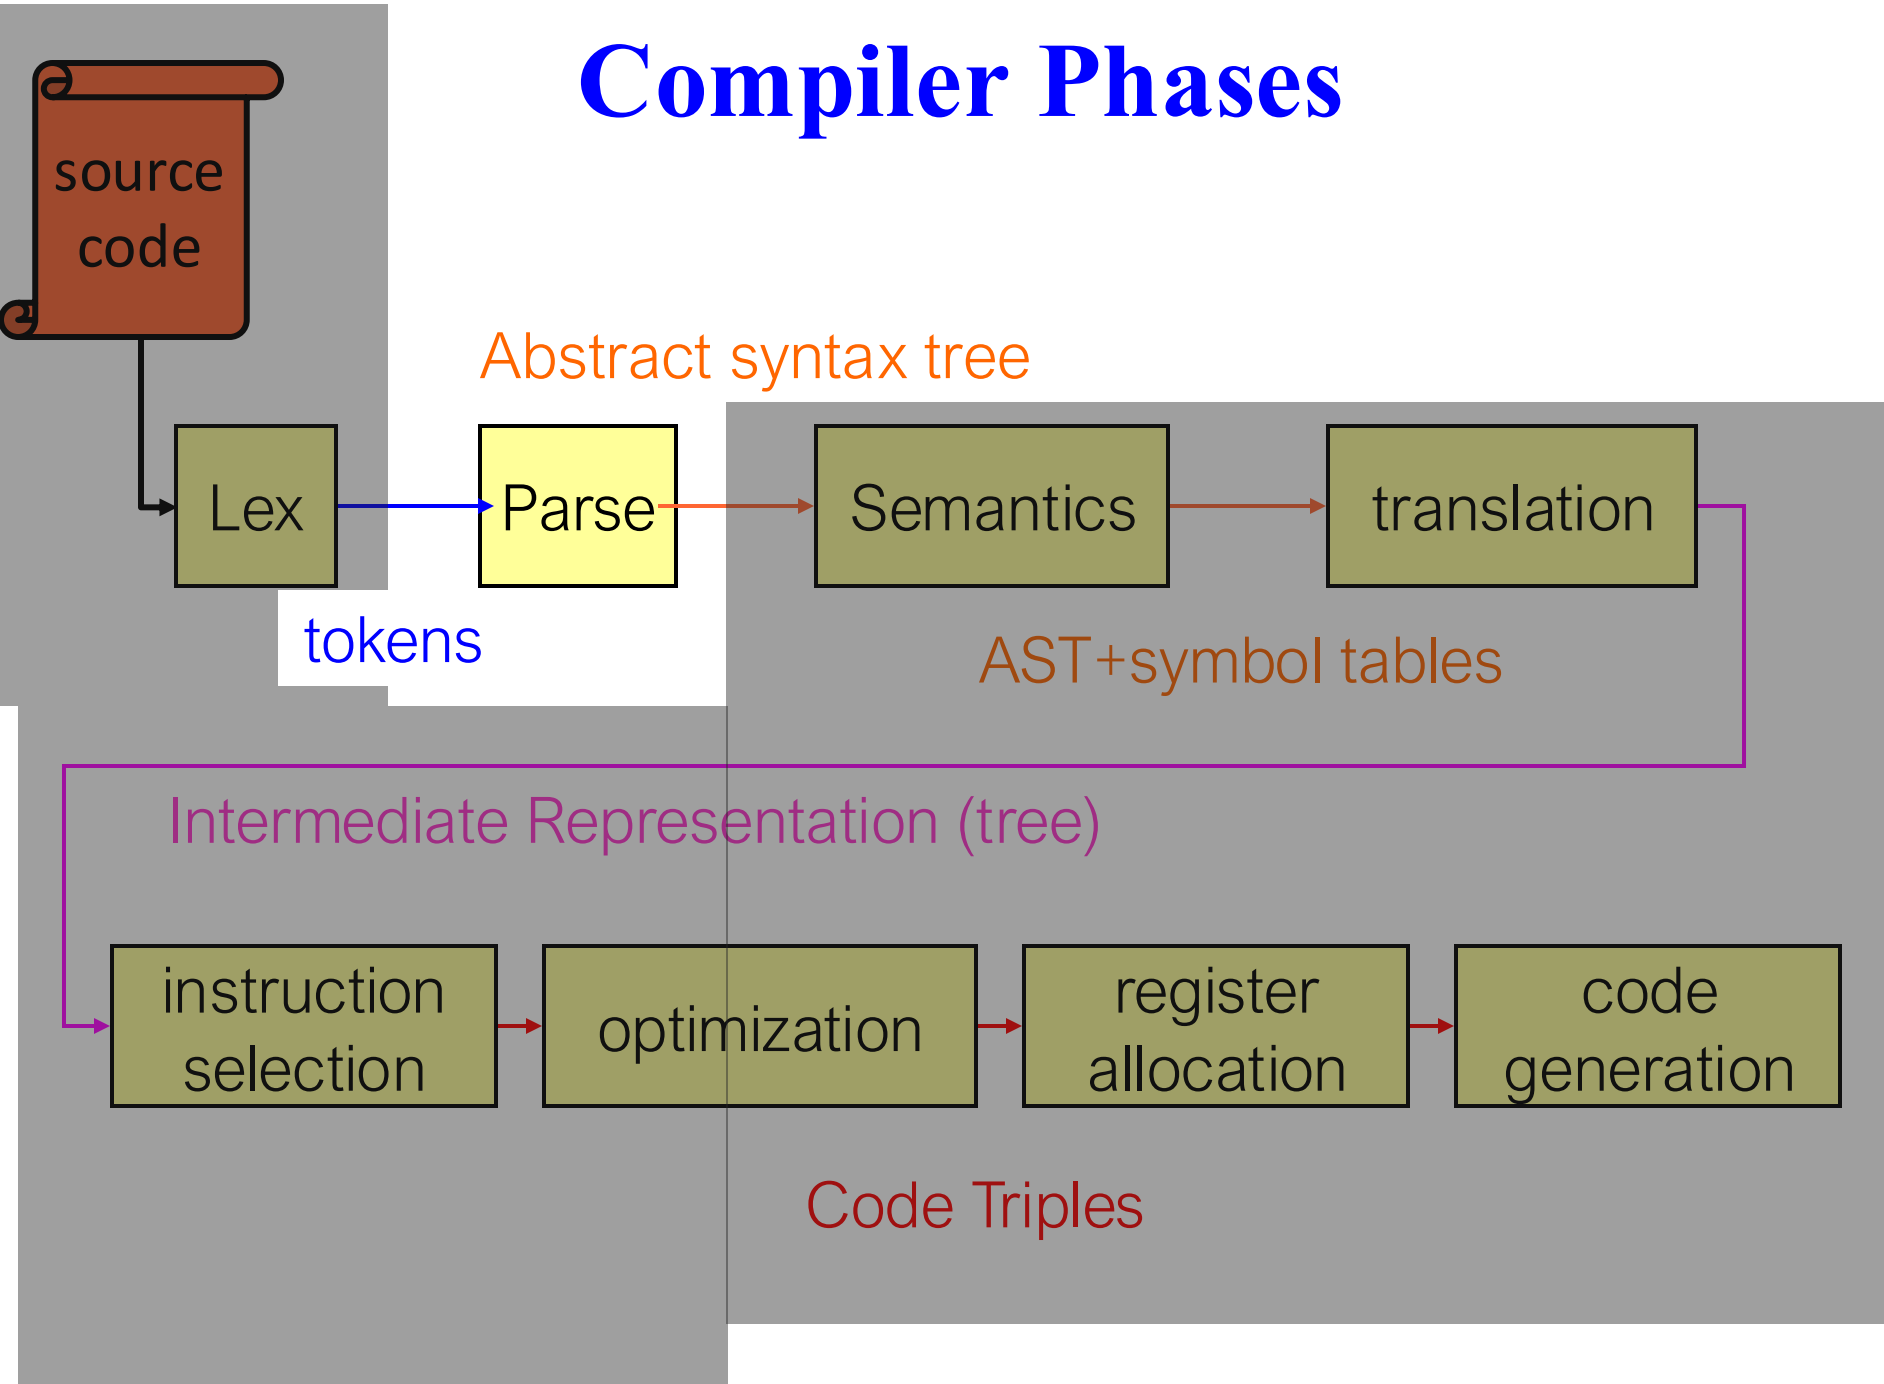 Compiler Phases
source
code
Abstract syntax tree
Lex
Parse
Semantics
translation
tokens
AST+symbol tables
Intermediate Representation (tree)
instruction
selection
optimization
register
allocation
code
generation
Code Triples